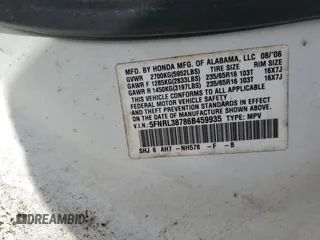 MFD. BY HONDA MFG. OF ALABAMA, LLC 08/'06
GVWR 2700KG(5952LBS) TIRE SIZE RIM SIZE
GAWR F 1285KG(2833LBS) 235/65R16 103T 16X7J
GAWR R 1450KG(3197LBS) 235/65R16 103T 16X7J
THIS VEHICLE CONFORMS TO ALL APPLICABLE FEDERAL
MOTOR VEHICLE SAFETY AND THEFT PREVENTION
STANDARDS IN EFFECT ON THE DATE OF
MANUFACTURE SHOWN ABOVE.
V.I.N. 5FNRL38786B459935 TYPE: MPV
SHJ 6 AH7 -NH578 -F -B
DREAMBID